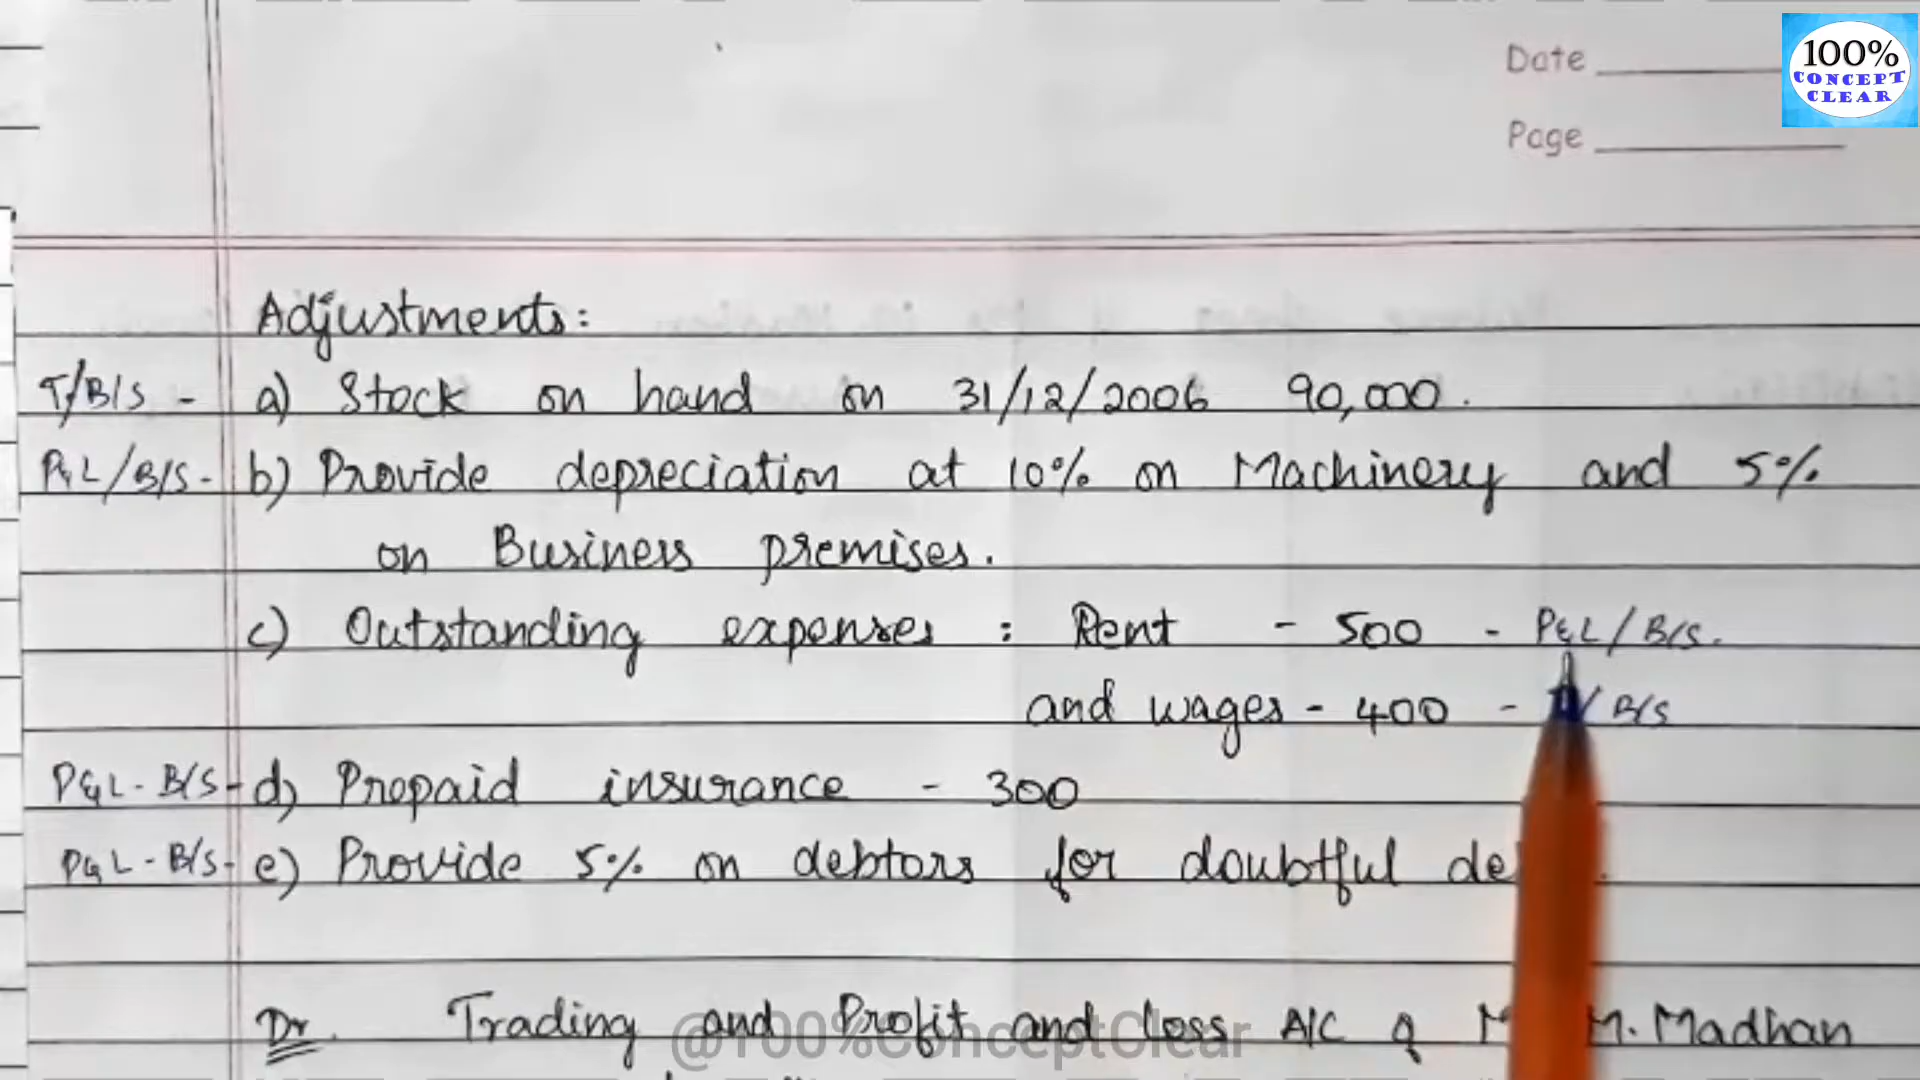 Date
Page
100%
CONCEPT
CLEAR
Adjustments:
T/B/S - a) Stock on hand on 31/12/2006 90,000.
P&L/B/S - b) Provide depreciation at 10% on Machinery and 5%
on Business premises.
c) Outstanding expenses : Rent - 500 - P&L/B/S.
and wages - 400 - T/B/S
P&L - B/S - d) Prepaid insurance - 300
P&L - B/S - e) Provide 5% on debtors for doubtful
Dr. Trading and Profit and loss A/C of M. Madhan
@100%ConceptClear